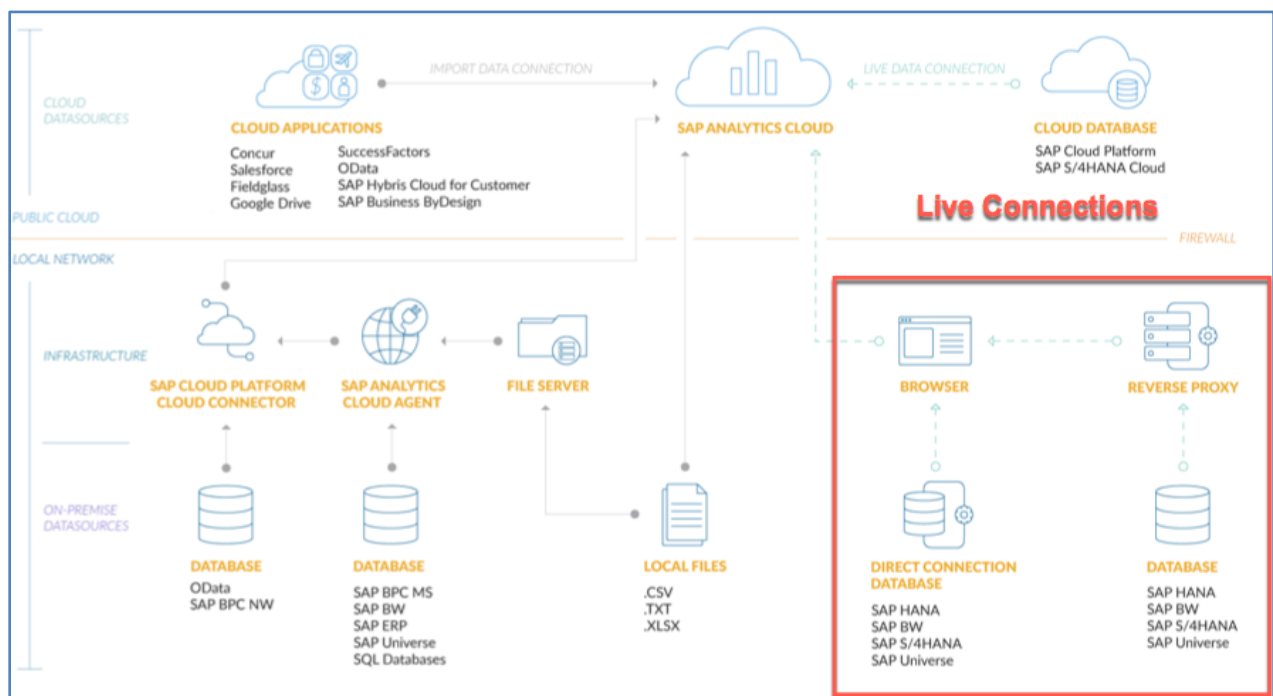 IMPORT DATA CONNECTION
LIVE DATA CONNECTION
CLOUD
DATASOURCES
CLOUD APPLICATIONS
Concur
Salesforce
Fieldglass
Google Drive
SuccessFactors
OData
SAP Hybris Cloud for Customer
SAP Business ByDesign
SAP ANALYTICS CLOUD
CLOUD DATABASE
SAP Cloud Platform
SAP S/4HANA Cloud
Live Connections
PUBLIC CLOUD
FIREWALL
LOCAL NETWORK
INFRASTRUCTURE
SAP CLOUD PLATFORM
CLOUD CONNECTOR
SAP ANALYTICS
CLOUD AGENT
FILE SERVER
BROWSER
REVERSE PROXY
ON-PREMISE
DATASOURCES
DATABASE
OData
SAP BPC NW
DATABASE
SAP BPC MS
SAP BW
SAP ERP
SAP Universe
SQL Databases
LOCAL FILES
.CSV
.TXT
.XLSX
DIRECT CONNECTION
DATABASE
SAP HANA
SAP BW
SAP S/4HANA
SAP Universe
DATABASE
SAP HANA
SAP BW
SAP S/4HANA
SAP Universe